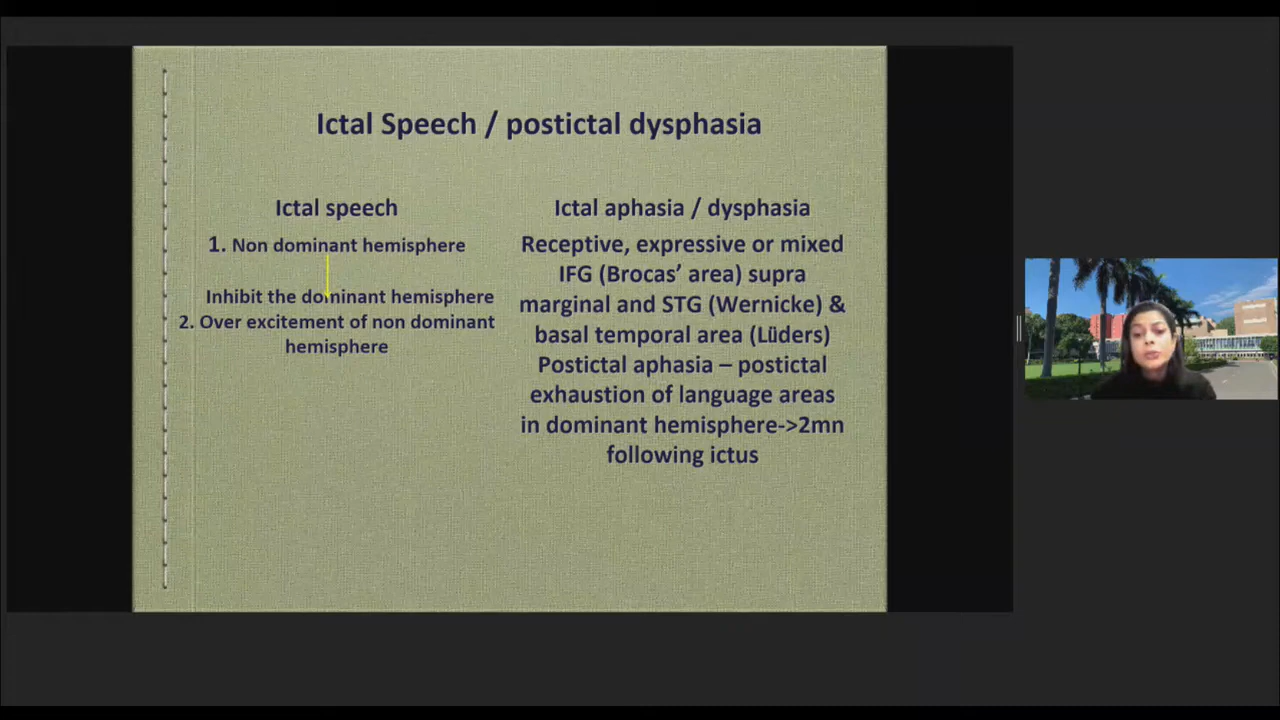 Ictal Speech / postictal dysphasia
Ictal speech
1. Non dominant hemisphere
Inhibit the dominant hemisphere
2. Over excitement of non dominant
hemisphere
Ictal aphasia / dysphasia
Receptive, expressive or mixed
IFG (Brocas’ area) supra
marginal and STG (Wernicke) &
basal temporal area (Lüders)
Postictal aphasia – postictal
exhaustion of language areas
in dominant hemisphere->2mn
following ictus